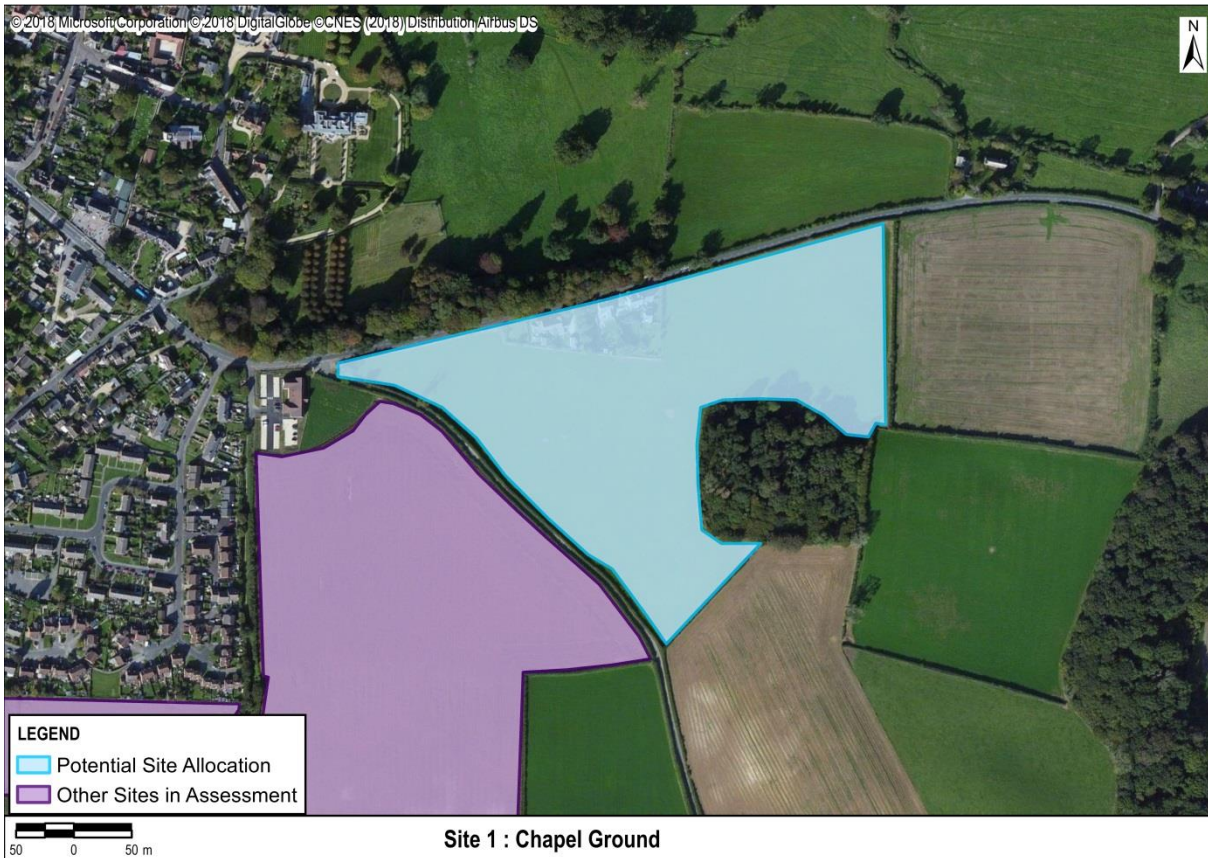 © 2018 Microsoft Corporation © 2018 DigitalGlobe ©CNES (2018) Distribution Airbus DS
N
LEGEND
Potential Site Allocation
Other Sites in Assessment
50 0 50 m
Site 1 : Chapel Ground